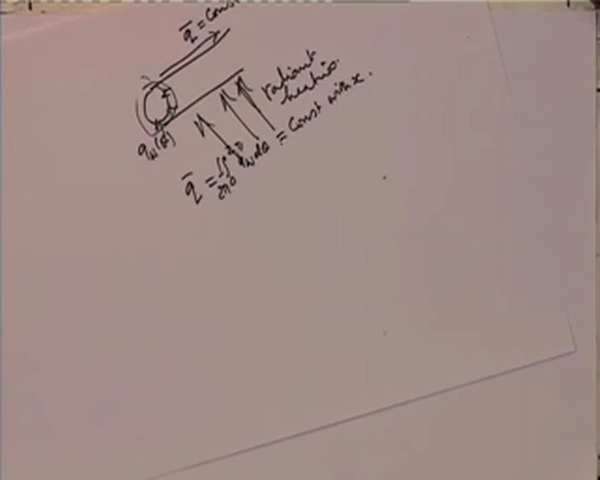 q̄ = Const
radiant
heating.
q_w(θ)
q̄ = 1/2π ∫₀^2π q_w dθ = Const with x.